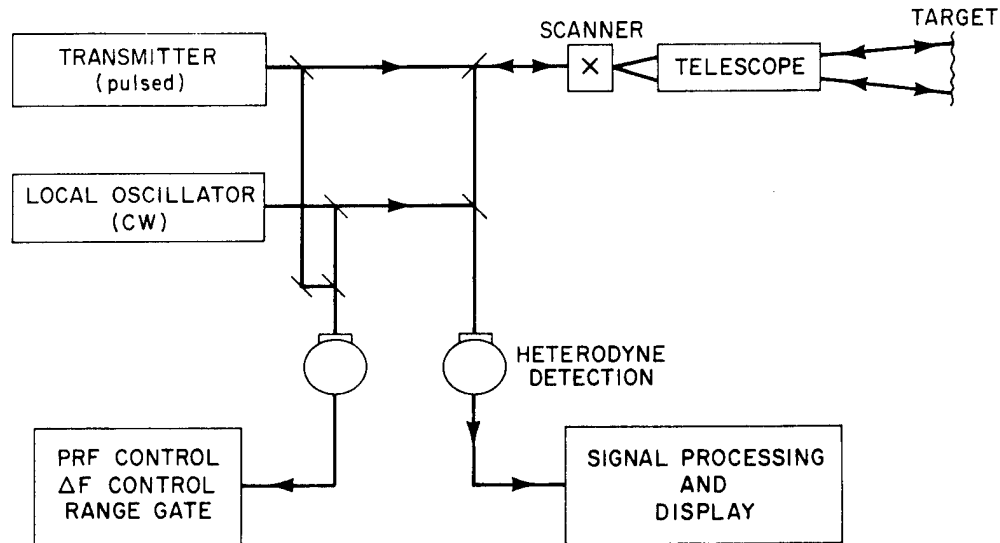 TARGET
SCANNER
TRANSMITTER
(pulsed)
X
TELESCOPE
LOCAL OSCILLATOR
(CW)
HETERODYNE
DETECTION
PRF CONTROL
ΔF CONTROL
RANGE GATE
SIGNAL PROCESSING
AND
DISPLAY